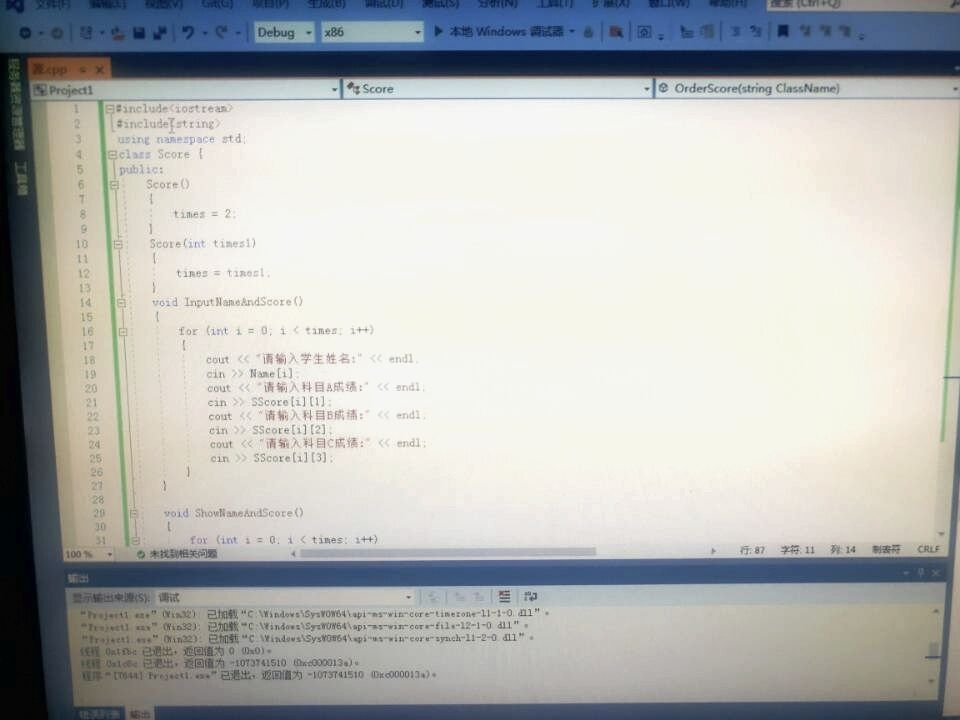 文件(F) 编辑(E) 视图(V) Git(G) 项目(P) 生成(B) 调试(D) 测试(S) 分析(N) 工具(T) 扩展(X) 窗口(W) 帮助(H) 搜索 (Ctrl+Q)
Debug x86 本地 Windows 调试器
服务器资源管理器 工具箱
源.cpp
Project1 Score OrderScore(string ClassName)
1 #include<iostream>
2 #include<string>
3 using namespace std;
4 class Score {
5 public:
6 Score()
7 {
8 times = 2;
9 }
10 Score(int times1)
11 {
12 times = times1;
13 }
14 void InputNameAndScore()
15 {
16 for (int i = 0; i < times; i++)
17 {
18 cout << "请输入学生姓名:" << endl;
19 cin >> Name[i];
20 cout << "请输入科目A成绩:" << endl;
21 cin >> SScore[i][1];
22 cout << "请输入科目B成绩:" << endl;
23 cin >> SScore[i][2];
24 cout << "请输入科目C成绩:" << endl;
25 cin >> SScore[i][3];
26 }
27 }
28
29 void ShowNameAndScore()
30 {
31 for (int i = 0; i < times; i++)
100 % 未找到相关问题 行: 87 字符: 11 列: 14 制表符 CRLF
输出
显示输出来源(S): 调试
"Project1.exe" (Win32): 已加载“C:\Windows\SysWOW64\api-ms-win-core-timezone-l1-1-0.dll”。
"Project1.exe" (Win32): 已加载“C:\Windows\SysWOW64\api-ms-win-core-file-l2-1-0.dll”。
"Project1.exe" (Win32): 已加载“C:\Windows\SysWOW64\api-ms-win-core-synch-l1-2-0.dll”。
线程 0x1fbc 已退出，返回值为 0 (0x0)。
线程 0x1c8c 已退出，返回值为 -1073741510 (0xc000013a)。
程序“[7644] Project1.exe”已退出，返回值为 -1073741510 (0xc000013a)。
错误列表 输出